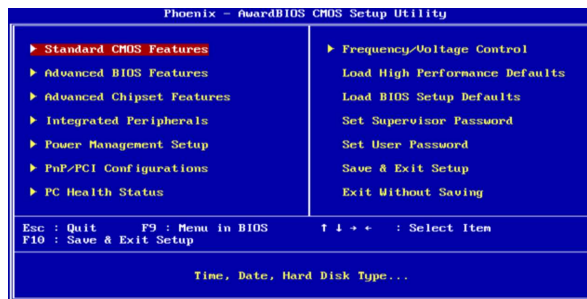 Phoenix - AwardBIOS CMOS Setup Utility
Standard CMOS Features
Advanced BIOS Features
Advanced Chipset Features
Integrated Peripherals
Power Management Setup
PnP/PCI Configurations
PC Health Status
Frequency/Voltage Control
Load High Performance Defaults
Load BIOS Setup Defaults
Set Supervisor Password
Set User Password
Save & Exit Setup
Exit Without Saving
Esc : Quit F9 : Menu in BIOS ↑ ↓ → ← : Select Item
F10 : Save & Exit Setup
Time, Date, Hard Disk Type...